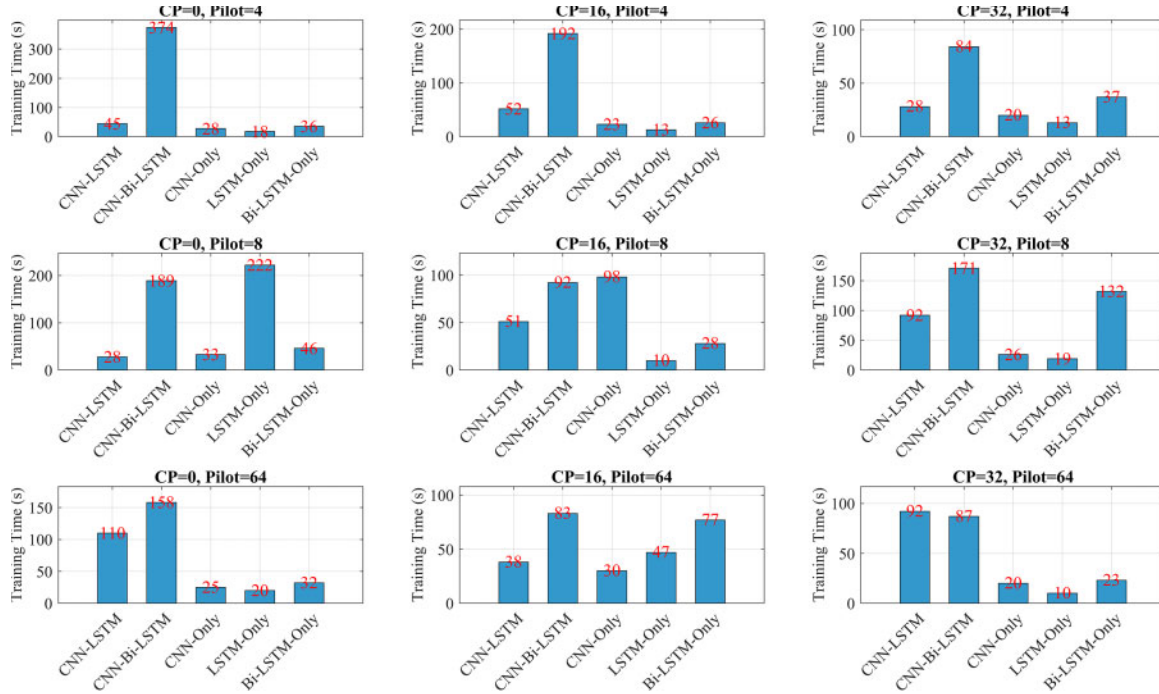 CP=0, Pilot=4
Training Time (s)
300
200
100
0
45
374
28
18
36
CNN-LSTM
CNN-Bi-LSTM
CNN-Only
LSTM-Only
Bi-LSTM-Only
CP=16, Pilot=4
Training Time (s)
200
100
0
52
192
23
13
26
CNN-LSTM
CNN-Bi-LSTM
CNN-Only
LSTM-Only
Bi-LSTM-Only
CP=32, Pilot=4
Training Time (s)
100
50
0
28
84
20
13
37
CNN-LSTM
CNN-Bi-LSTM
CNN-Only
LSTM-Only
Bi-LSTM-Only
CP=0, Pilot=8
Training Time (s)
200
100
0
28
189
33
222
46
CNN-LSTM
CNN-Bi-LSTM
CNN-Only
LSTM-Only
Bi-LSTM-Only
CP=16, Pilot=8
Training Time (s)
100
50
0
51
92
98
10
28
CNN-LSTM
CNN-Bi-LSTM
CNN-Only
LSTM-Only
Bi-LSTM-Only
CP=32, Pilot=8
Training Time (s)
150
100
50
0
92
171
26
19
132
CNN-LSTM
CNN-Bi-LSTM
CNN-Only
LSTM-Only
Bi-LSTM-Only
CP=0, Pilot=64
Training Time (s)
150
100
50
0
110
158
25
20
32
CNN-LSTM
CNN-Bi-LSTM
CNN-Only
LSTM-Only
Bi-LSTM-Only
CP=16, Pilot=64
Training Time (s)
100
50
0
38
83
30
47
77
CNN-LSTM
CNN-Bi-LSTM
CNN-Only
LSTM-Only
Bi-LSTM-Only
CP=32, Pilot=64
Training Time (s)
100
50
0
92
87
20
10
23
CNN-LSTM
CNN-Bi-LSTM
CNN-Only
LSTM-Only
Bi-LSTM-Only